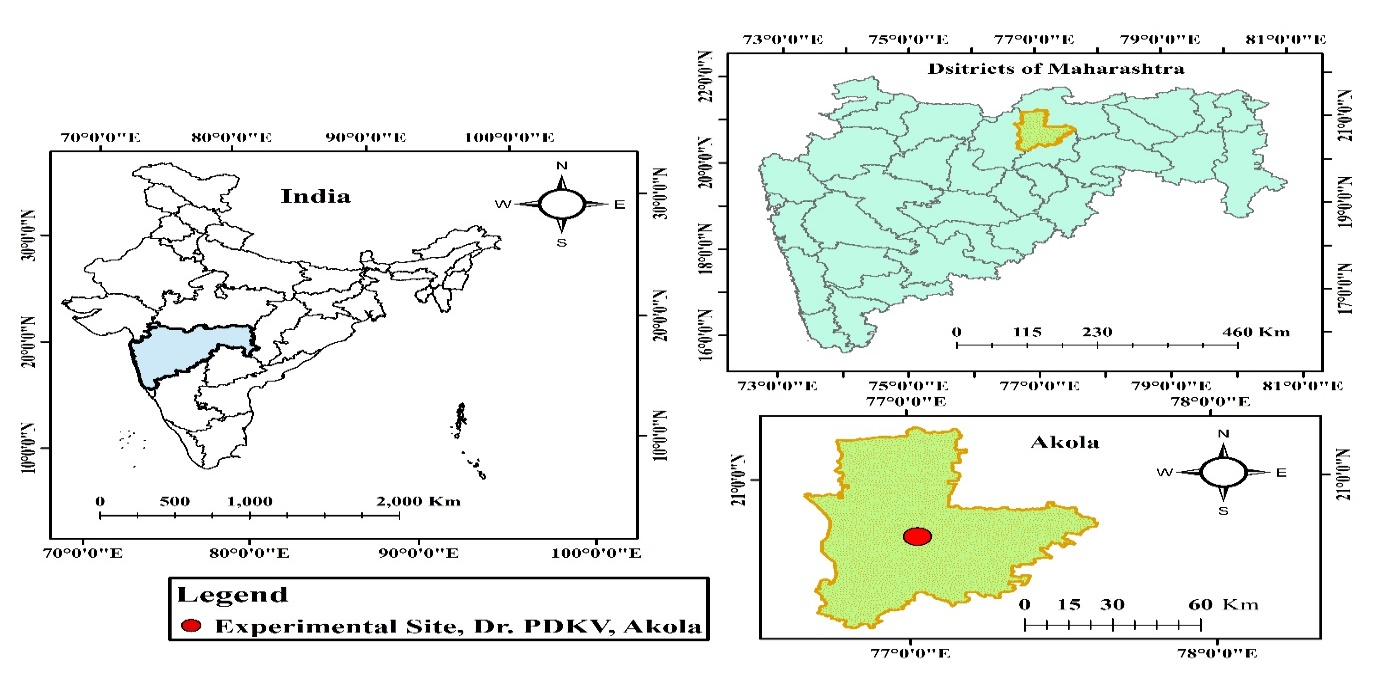 70°0'0"E 80°0'0"E 90°0'0"E 100°0'0"E
India
N
W E
S
30°0'0"N
20°0'0"N
10°0'0"N
30°0'0"N
20°0'0"N
10°0'0"N
0 500 1,000 2,000 Km
70°0'0"E 80°0'0"E 90°0'0"E 100°0'0"E
Legend
Experimental Site, Dr. PDKV, Akola
73°0'0"E 75°0'0"E 77°0'0"E 79°0'0"E 81°0'0"E
Dsitricts of Maharashtra
22°0'0"N
20°0'0"N
18°0'0"N
16°0'0"N
21°0'0"N
19°0'0"N
17°0'0"N
0 115 230 460 Km
73°0'0"E 75°0'0"E 77°0'0"E 79°0'0"E 81°0'0"E
77°0'0"E 78°0'0"E
Akola
N
W E
S
21°0'0"N
21°0'0"N
0 15 30 60 Km
77°0'0"E 78°0'0"E